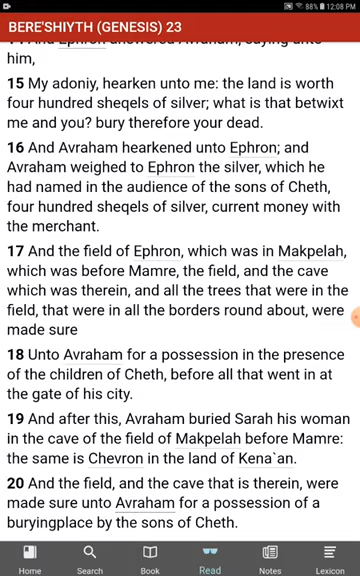 88% 12:08 PM
BERE'SHIYTH (GENESIS) 23
him,
15 My adoniy, hearken unto me: the land is worth
four hundred sheqels of silver; what is that betwixt
me and you? bury therefore your dead.
16 And Avraham hearkened unto Ephron; and
Avraham weighed to Ephron the silver, which he
had named in the audience of the sons of Cheth,
four hundred sheqels of silver, current money with
the merchant.
17 And the field of Ephron, which was in Makpelah,
which was before Mamre, the field, and the cave
which was therein, and all the trees that were in the
field, that were in all the borders round about, were
made sure
18 Unto Avraham for a possession in the presence
of the children of Cheth, before all that went in at
the gate of his city.
19 And after this, Avraham buried Sarah his woman
in the cave of the field of Makpelah before Mamre:
the same is Chevron in the land of Kena`an.
20 And the field, and the cave that is therein, were
made sure unto Avraham for a possession of a
buryingplace by the sons of Cheth.
Home Search Book Read Notes Lexicon